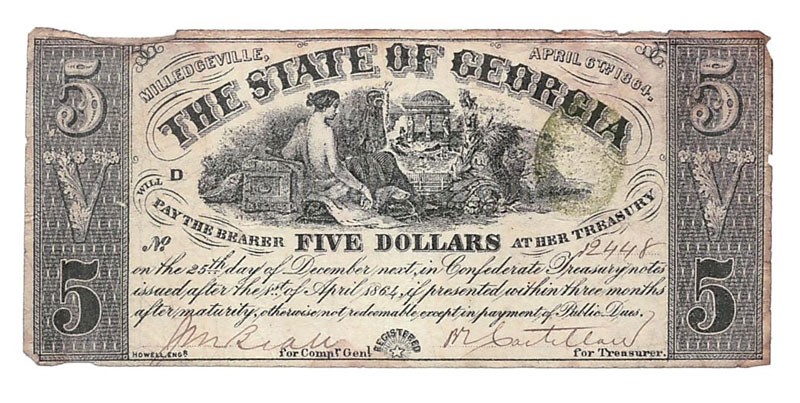 MILLEDGEVILLE, APRIL 6TH 1864.
THE STATE OF GEORGIA
5 5
D
V V
WILL
PAY THE BEARER FIVE DOLLARS AT HER TREASURY
No. 12448
on the 25th day of December next, in Confederate Treasury notes
issued after the 1st of April 1864, if presented within three months
after maturity, otherwise not redeemable except in payment of Public Dues.
5 5
REGISTERED
HOWELL, ENGR. for Compr. Genl. for Treasurer.